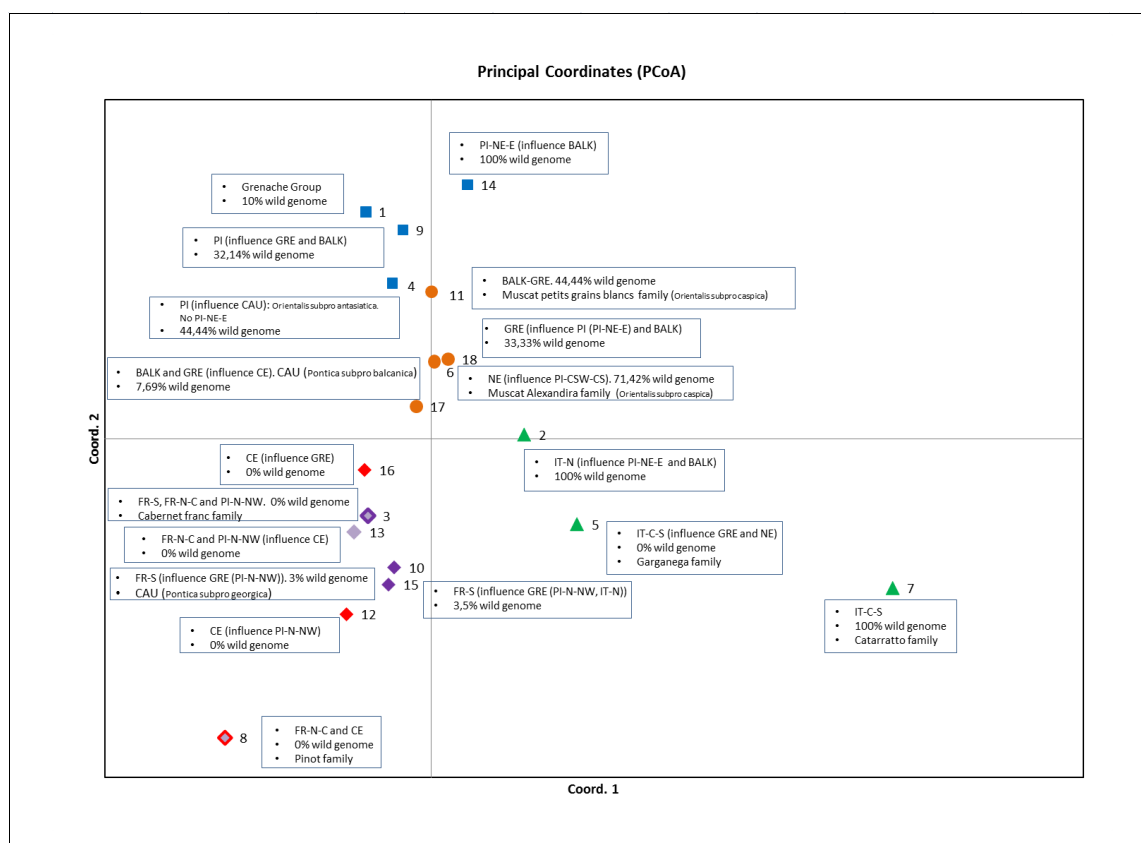 Principal Coordinates (PCoA)
• PI-NE-E (influence BALK)
• 100% wild genome
14
• Grenache Group
• 10% wild genome
1
9
• PI (influence GRE and BALK)
• 32,14% wild genome
4
11
• BALK-GRE. 44,44% wild genome
• Muscat petits grains blancs family (Orientalis subpro caspica)
• PI (influence CAU): Orientalis subpro antasiatica.
No PI-NE-E
• 44,44% wild genome
• GRE (influence PI (PI-NE-E) and BALK)
• 33,33% wild genome
18
6
• BALK and GRE (influence CE). CAU (Pontica subpro balcanica)
• 7,69% wild genome
• NE (influence PI-CSW-CS). 71,42% wild genome
• Muscat Alexandira family (Orientalis subpro caspica)
17
2
Coord. 2
• CE (influence GRE)
• 0% wild genome
16
• IT-N (influence PI-NE-E and BALK)
• 100% wild genome
• FR-S, FR-N-C and PI-N-NW. 0% wild genome
• Cabernet franc family
3
13
5
• FR-N-C and PI-N-NW (influence CE)
• 0% wild genome
• IT-C-S (influence GRE and NE)
• 0% wild genome
• Garganega family
10
15
• FR-S (influence GRE (PI-N-NW)). 3% wild genome
• CAU (Pontica subpro georgica)
• FR-S (influence GRE (PI-N-NW, IT-N))
• 3,5% wild genome
7
12
• CE (influence PI-N-NW)
• 0% wild genome
• IT-C-S
• 100% wild genome
• Catarratto family
8
• FR-N-C and CE
• 0% wild genome
• Pinot family
Coord. 1